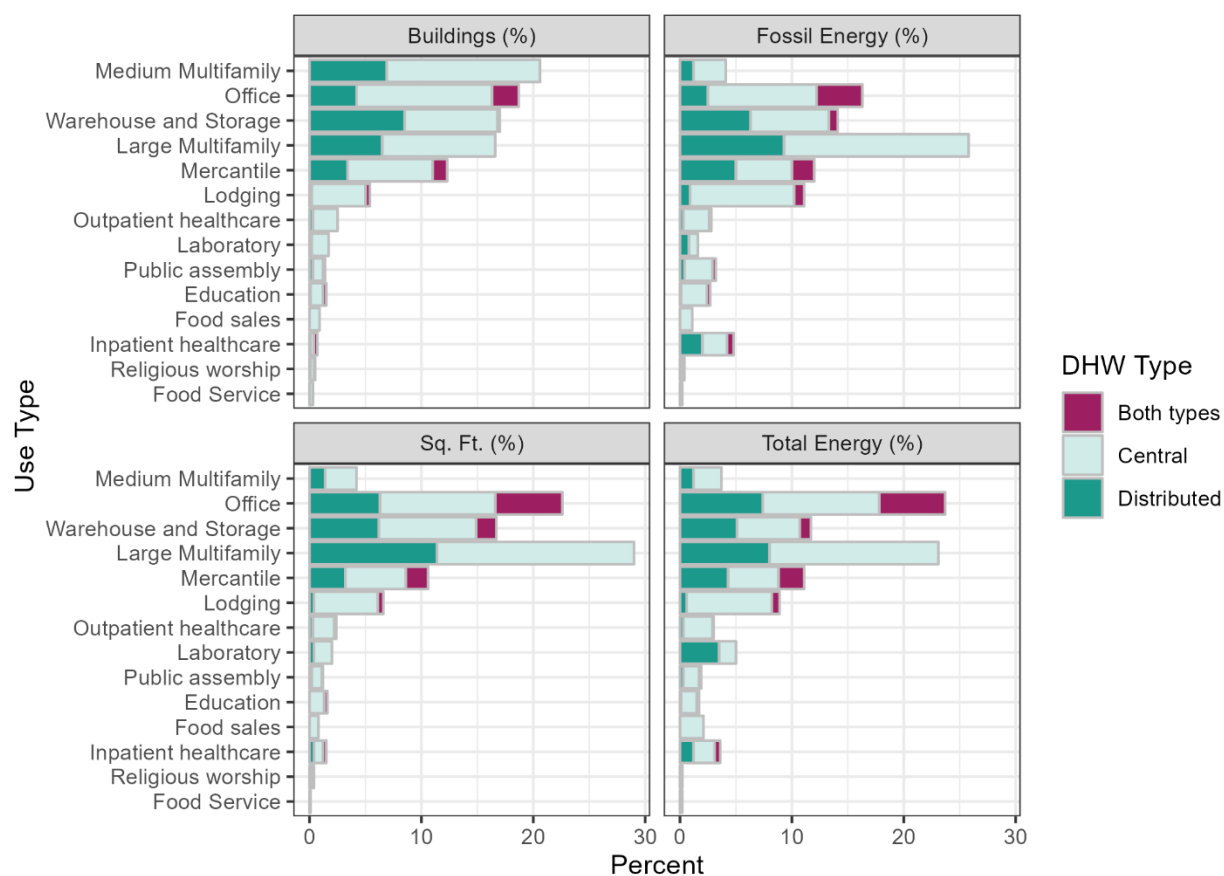 Buildings (%)
Fossil Energy (%)
Medium Multifamily
Office
Warehouse and Storage
Large Multifamily
Mercantile
Lodging
Outpatient healthcare
Laboratory
Public assembly
Education
Food sales
Inpatient healthcare
Religious worship
Food Service
Sq. Ft. (%)
Total Energy (%)
Medium Multifamily
Office
Warehouse and Storage
Large Multifamily
Mercantile
Lodging
Outpatient healthcare
Laboratory
Public assembly
Education
Food sales
Inpatient healthcare
Religious worship
Food Service
0 10 20 30 0 10 20 30
Percent
Use Type
DHW Type
Both types
Central
Distributed